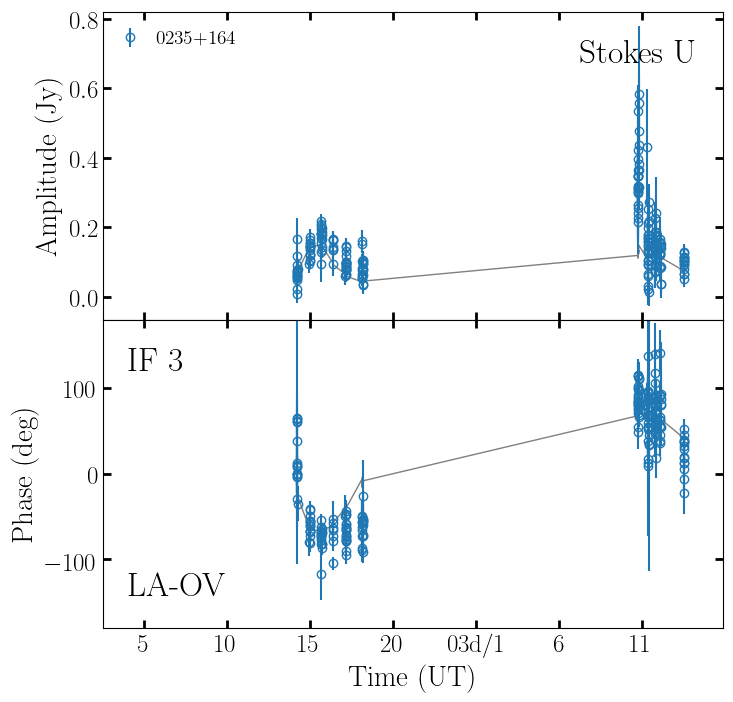 0235+164
Stokes U
Amplitude (Jy)
0.8
0.6
0.4
0.2
0.0
IF 3
Phase (deg)
100
0
−100
LA-OV
5 10 15 20 03d/1 6 11
Time (UT)